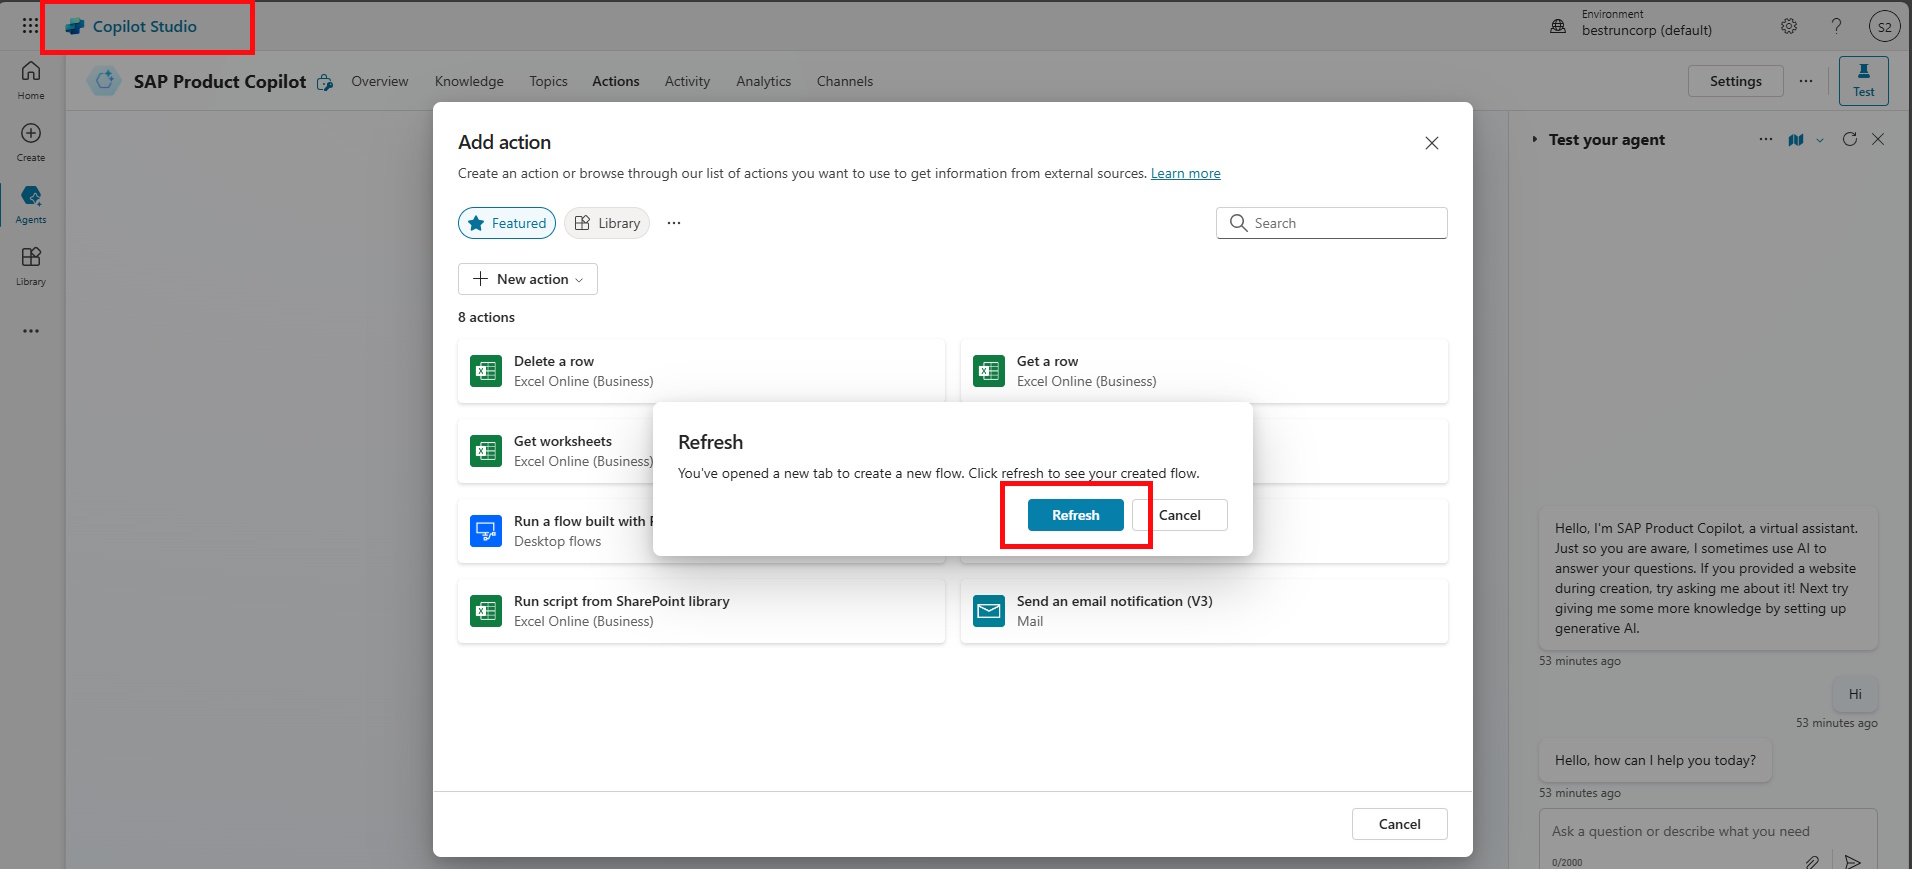 Copilot Studio
Environment
bestruncorp (default)
S2
Home
Create
Agents
Library
SAP Product Copilot
Overview
Knowledge
Topics
Actions
Activity
Analytics
Channels
Settings
Test
Add action
Create an action or browse through our list of actions you want to use to get information from external sources. Learn more
Featured
Library
Search
New action
8 actions
Delete a row
Excel Online (Business)
Get a row
Excel Online (Business)
Get worksheets
Excel Online (Business)
Run a flow built with
Desktop flows
Run script from SharePoint library
Excel Online (Business)
Send an email notification (V3)
Mail
Refresh
You've opened a new tab to create a new flow. Click refresh to see your created flow.
Refresh
Cancel
Cancel
Test your agent
Hello, I'm SAP Product Copilot, a virtual assistant.
Just so you are aware, I sometimes use AI to
answer your questions. If you provided a website
during creation, try asking me about it! Next try
giving me some more knowledge by setting up
generative AI.
53 minutes ago
Hi
53 minutes ago
Hello, how can I help you today?
53 minutes ago
Ask a question or describe what you need
0/2000